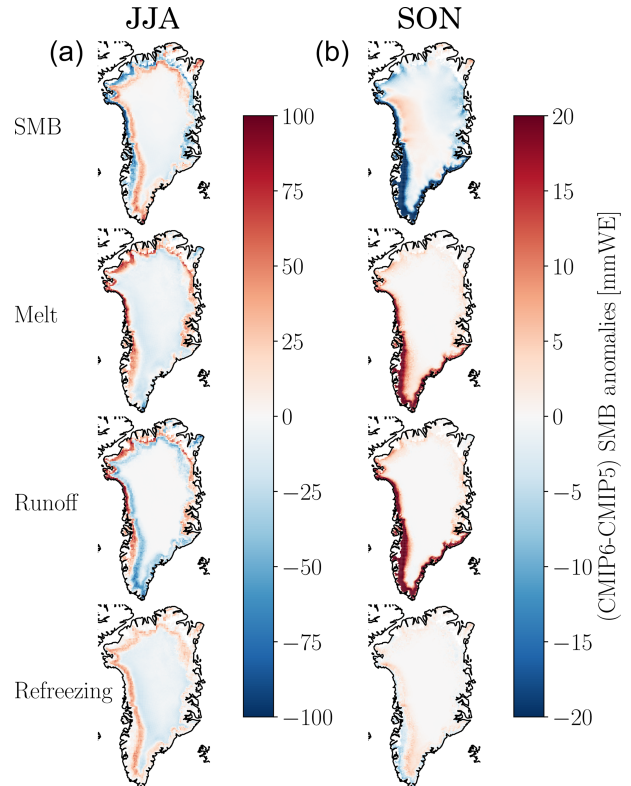 JJA
SON
(a)
(b)
SMB
Melt
Runoff
Refreezing
100
75
50
25
0
−25
−50
−75
−100
20
15
10
5
0
−5
−10
−15
−20
(CMIP6-CMIP5) SMB anomalies [mmWE]